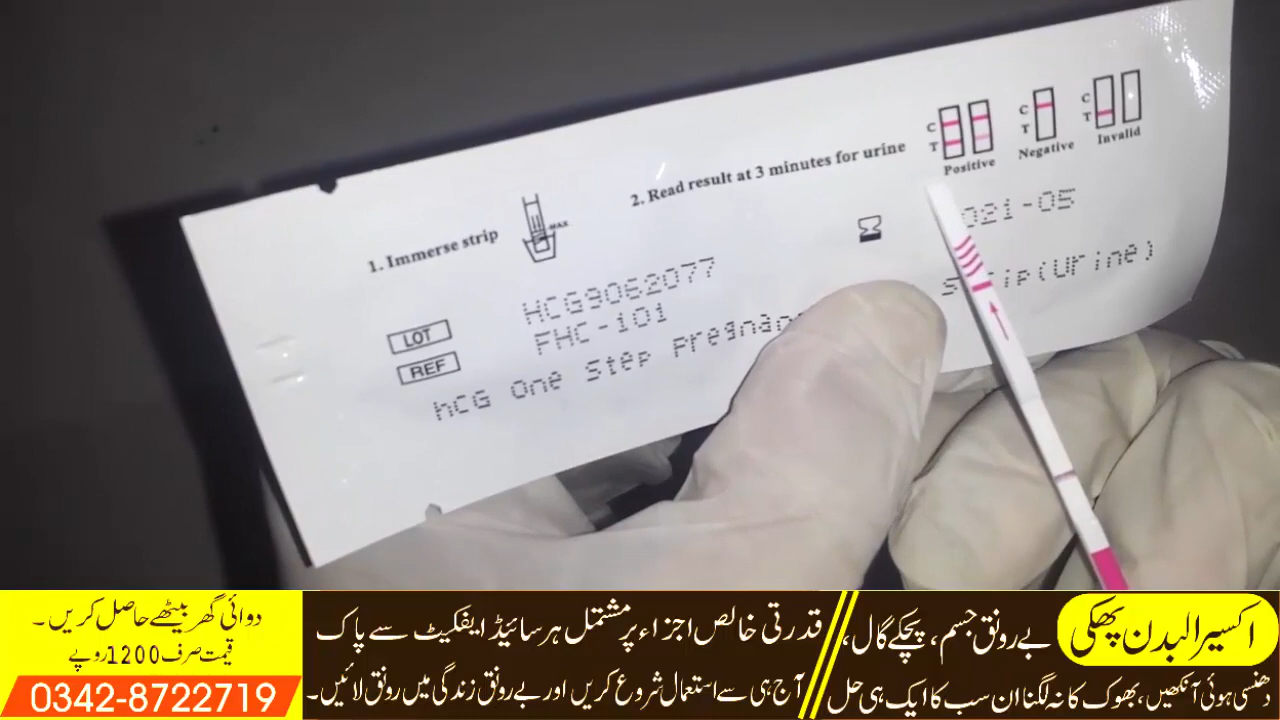 1. Immerse strip
MAX
2. Read result at 3 minutes for urine
C
T
Positive
C
T
Negative
C
T
Invalid
LOT
HCG9062077
021-05
REF
FHC-101
hCG One Step Pregnan
rip(Urine)
اکسیر البدن پھکی
بے رونق جسم، پچکے گال،
دھنسی ہوئی آنکھیں، بھوک کا نہ لگنا ان سب کا ایک ہی حل
قدرتی خالص اجزاء پر مشتمل ہر سائیڈ ایفکیٹ سے پاک
آج ہی سے استعمال شروع کریں اور بے رونق زندگی میں رونق لائیں۔
دوائی گھر بیٹھے حاصل کریں۔
قیمت صرف 1200 روپے
0342-8722719